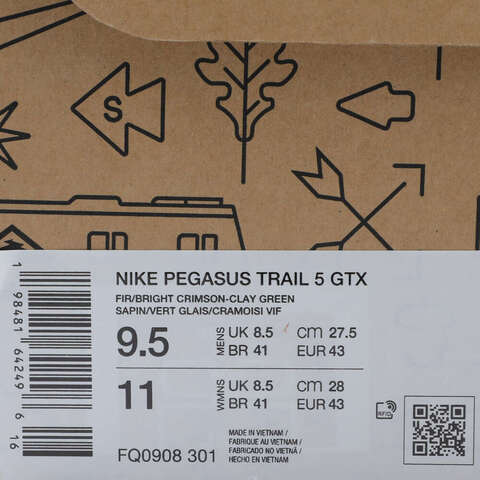 S
NIKE PEGASUS TRAIL 5 GTX
FIR/BRIGHT CRIMSON-CLAY GREEN
SAPIN/VERT GLAIS/CRAMOISI VIF
9.5 MENS UK 8.5 CM 27.5
BR 41 EUR 43
11 WMNS UK 8.5 CM 28
BR 41 EUR 43
MADE IN VIETNAM /
FABRIQUE AU VIETNAM /
FABRICADO NO VIETNÃ /
HECHO EN VIETNAM
FQ0908 301
RFID
1 98481 64249 6 16